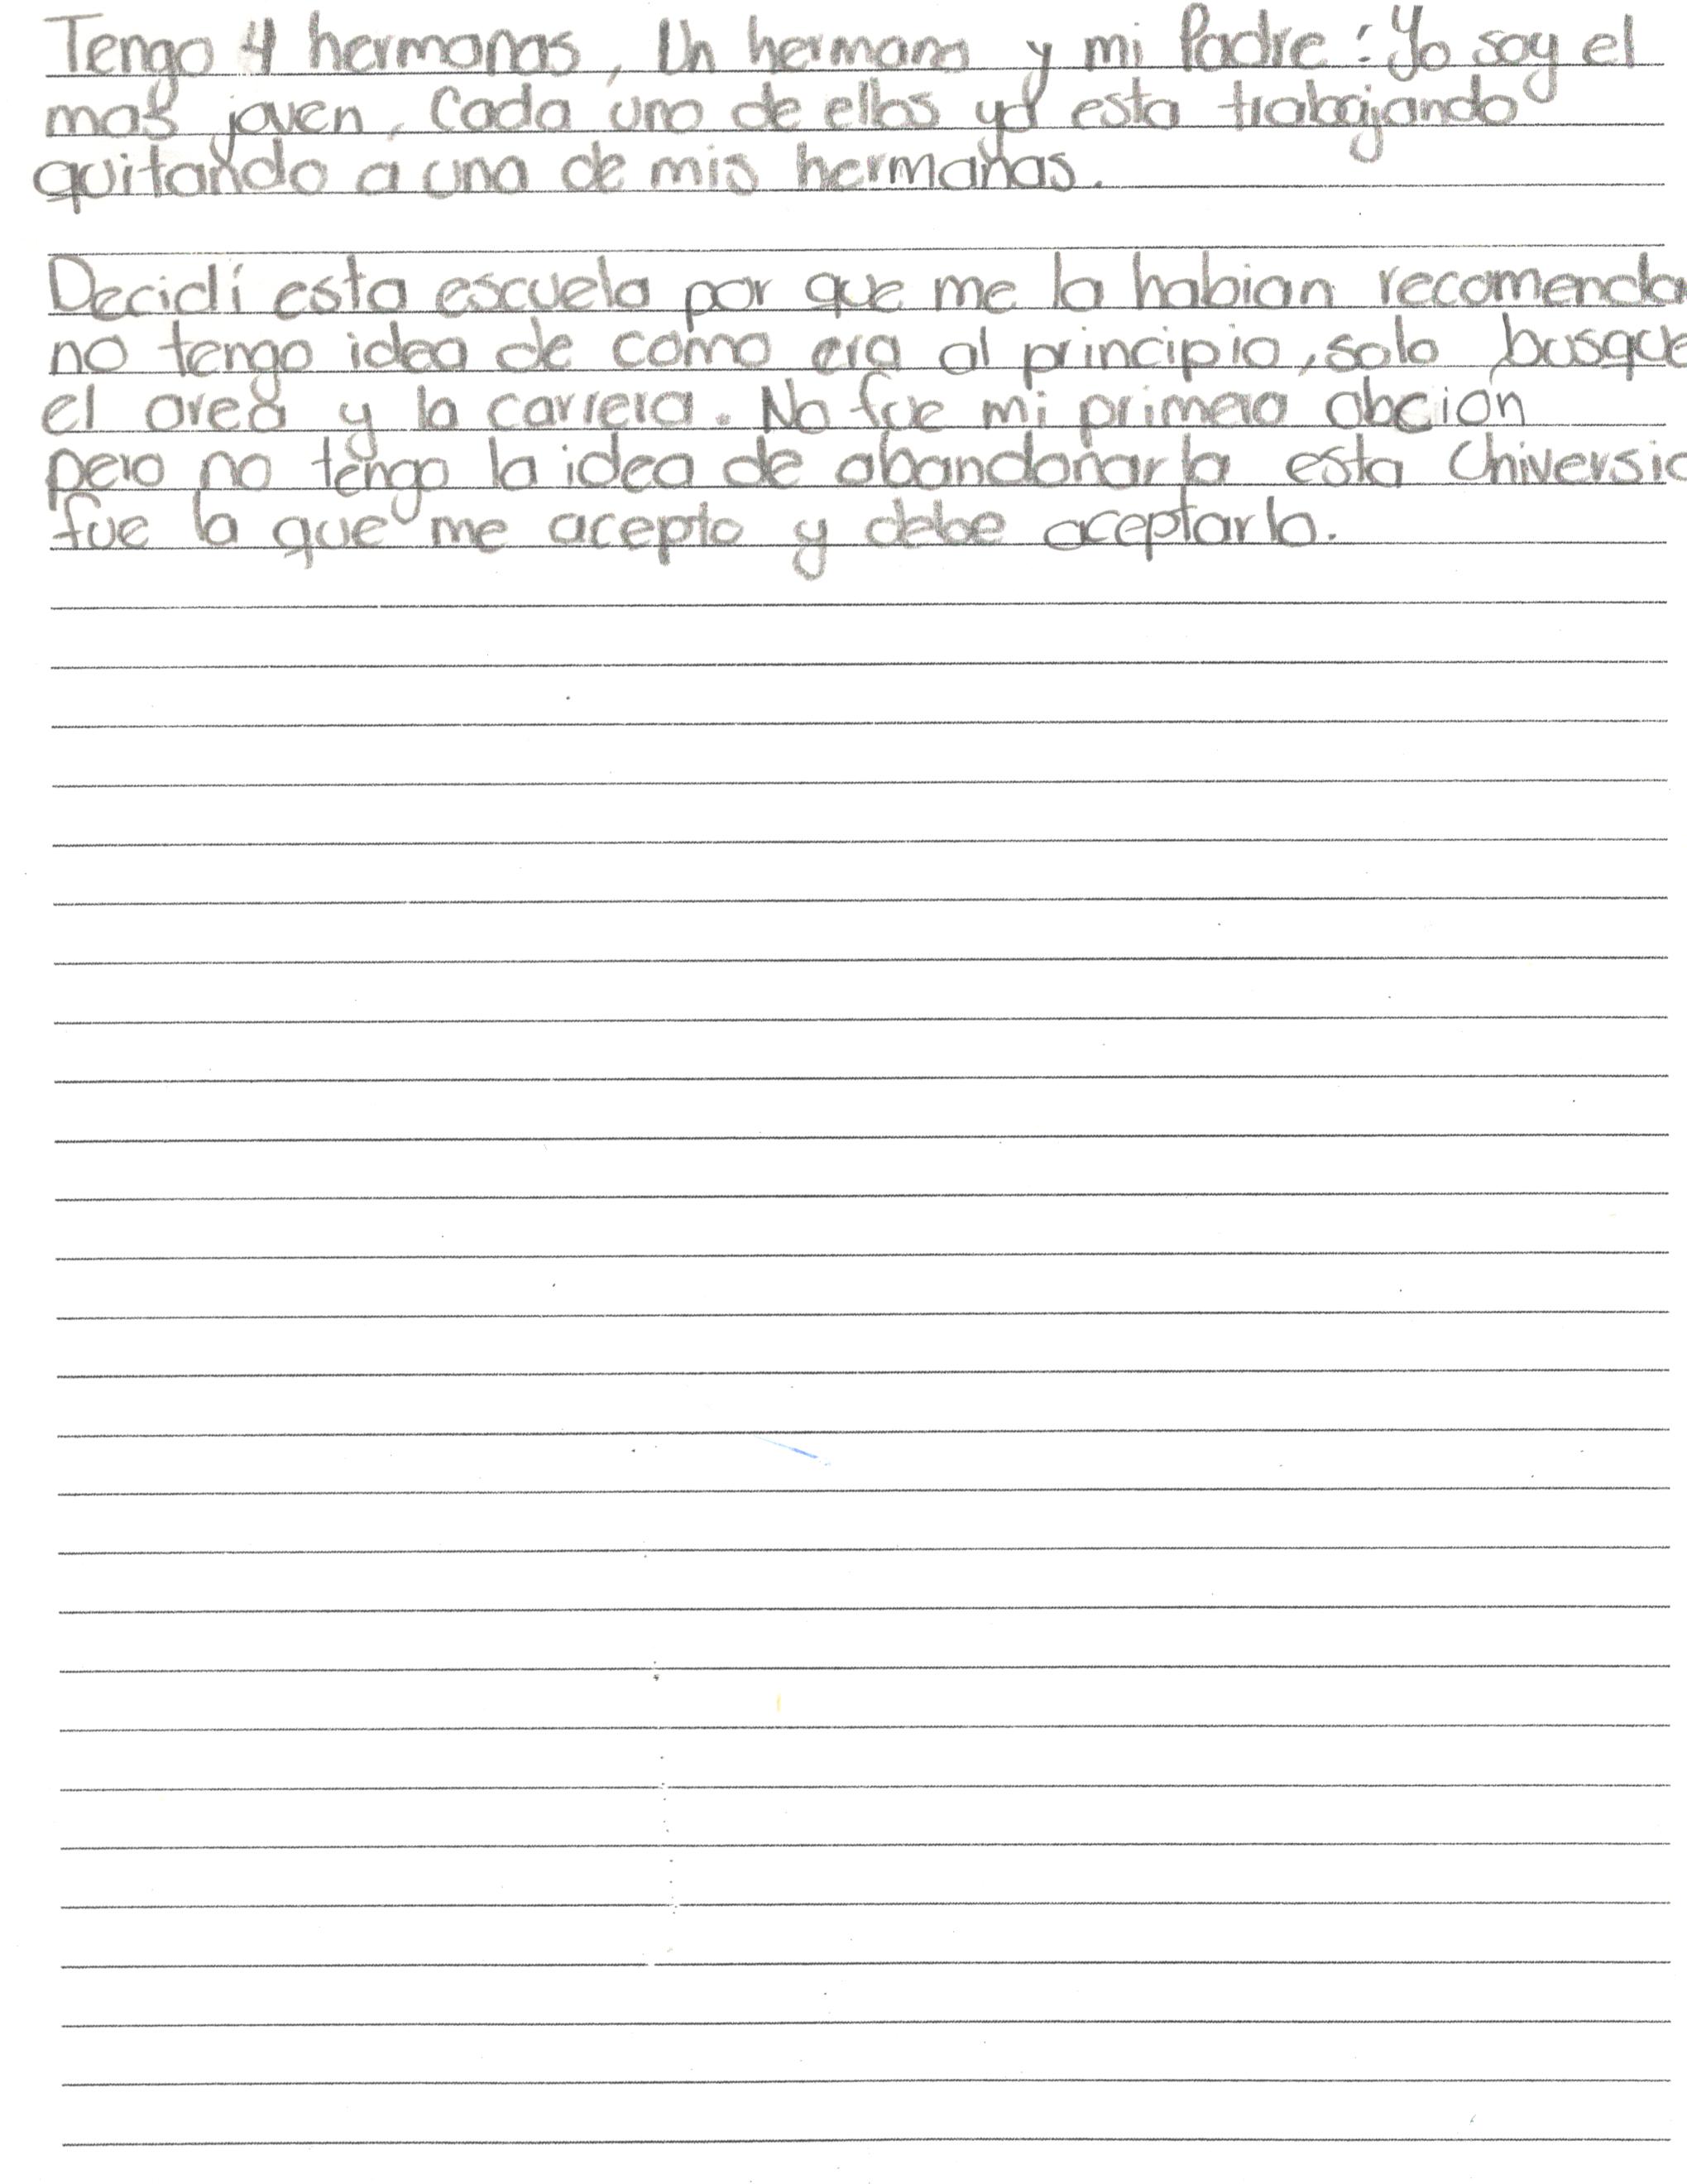 Tengo 4 hermanas, Un hermano y mi Padre. Yo soy el
mas joven. Cada uno de ellos ya esta trabajando
quitando a una de mis hermanas.
Decidí esta escuela por que me la habian recomenda
no tengo idea de como era al principio, solo busque
el area y la carrera. No fue mi primera obcion
pero no tengo la idea de abandonarla esta Universid
fue la que me acepto y debe aceptarlo.